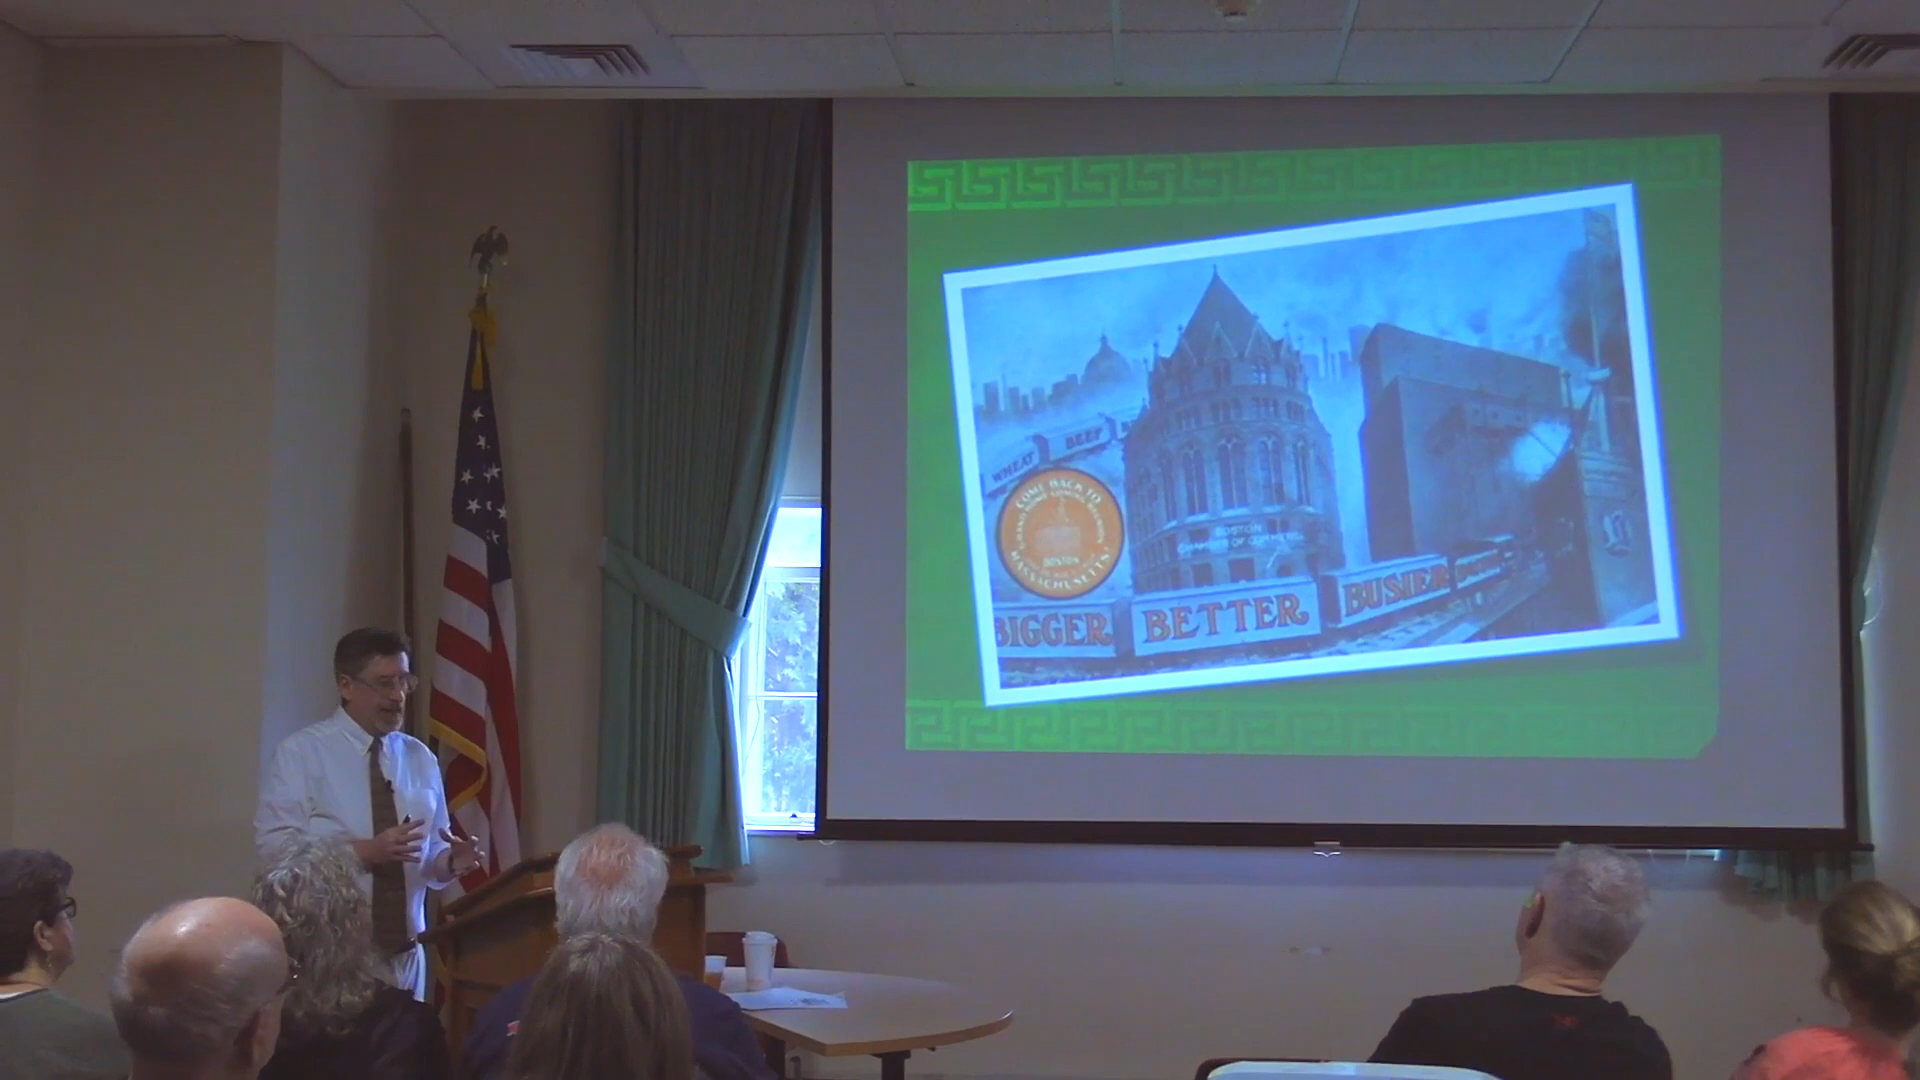 WHEAT
BEEF
COME BACK TO
BOSTON
MASSACHUSETTS
BOSTON
CHAMBER OF COMMERCE
BIGGER
BETTER
BUSIER